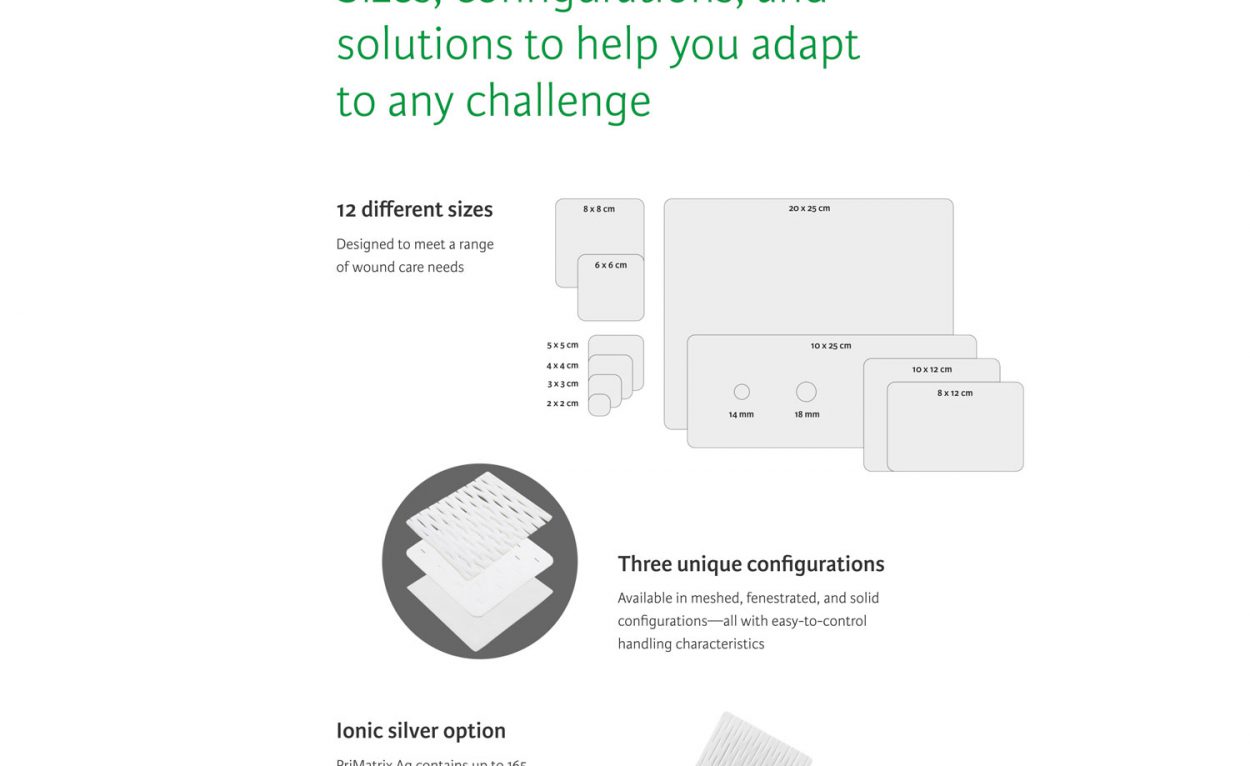 Sizes, configurations, and
solutions to help you adapt
to any challenge
12 different sizes
Designed to meet a range
of wound care needs
8 x 8 cm
6 x 6 cm
5 x 5 cm
4 x 4 cm
3 x 3 cm
2 x 2 cm
20 x 25 cm
10 x 25 cm
14 mm
18 mm
10 x 12 cm
8 x 12 cm
Three unique configurations
Available in meshed, fenestrated, and solid
configurations—all with easy-to-control
handling characteristics
Ionic silver option
PriMatrix Ag contains up to 165